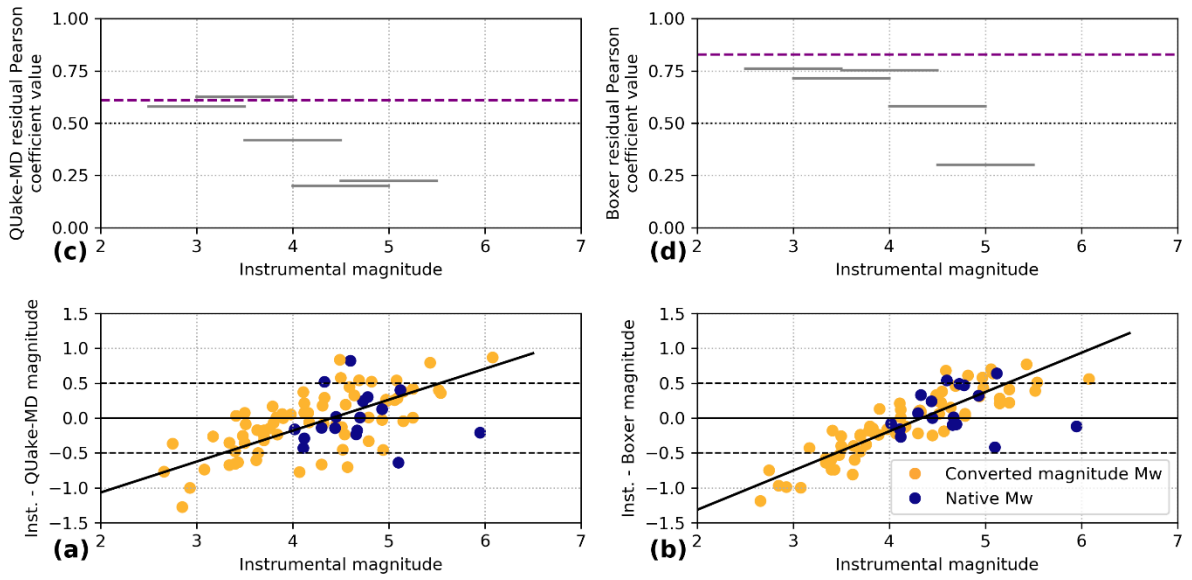 QUake-MD residual Pearson
coefficient value
1.00
0.75
0.50
0.25
0.00
2 3 4 5 6 7
Instrumental magnitude
(c)
Boxer residual Pearson
coefficient value
1.00
0.75
0.50
0.25
0.00
2 3 4 5 6 7
Instrumental magnitude
(d)
Inst. - QUake-MD magnitude
1.5
1.0
0.5
0.0
−0.5
−1.0
−1.5
2 3 4 5 6 7
Instrumental magnitude
(a)
Inst. - Boxer magnitude
1.5
1.0
0.5
0.0
−0.5
−1.0
−1.5
2 3 4 5 6 7
Instrumental magnitude
(b)
Converted magnitude Mw
Native Mw